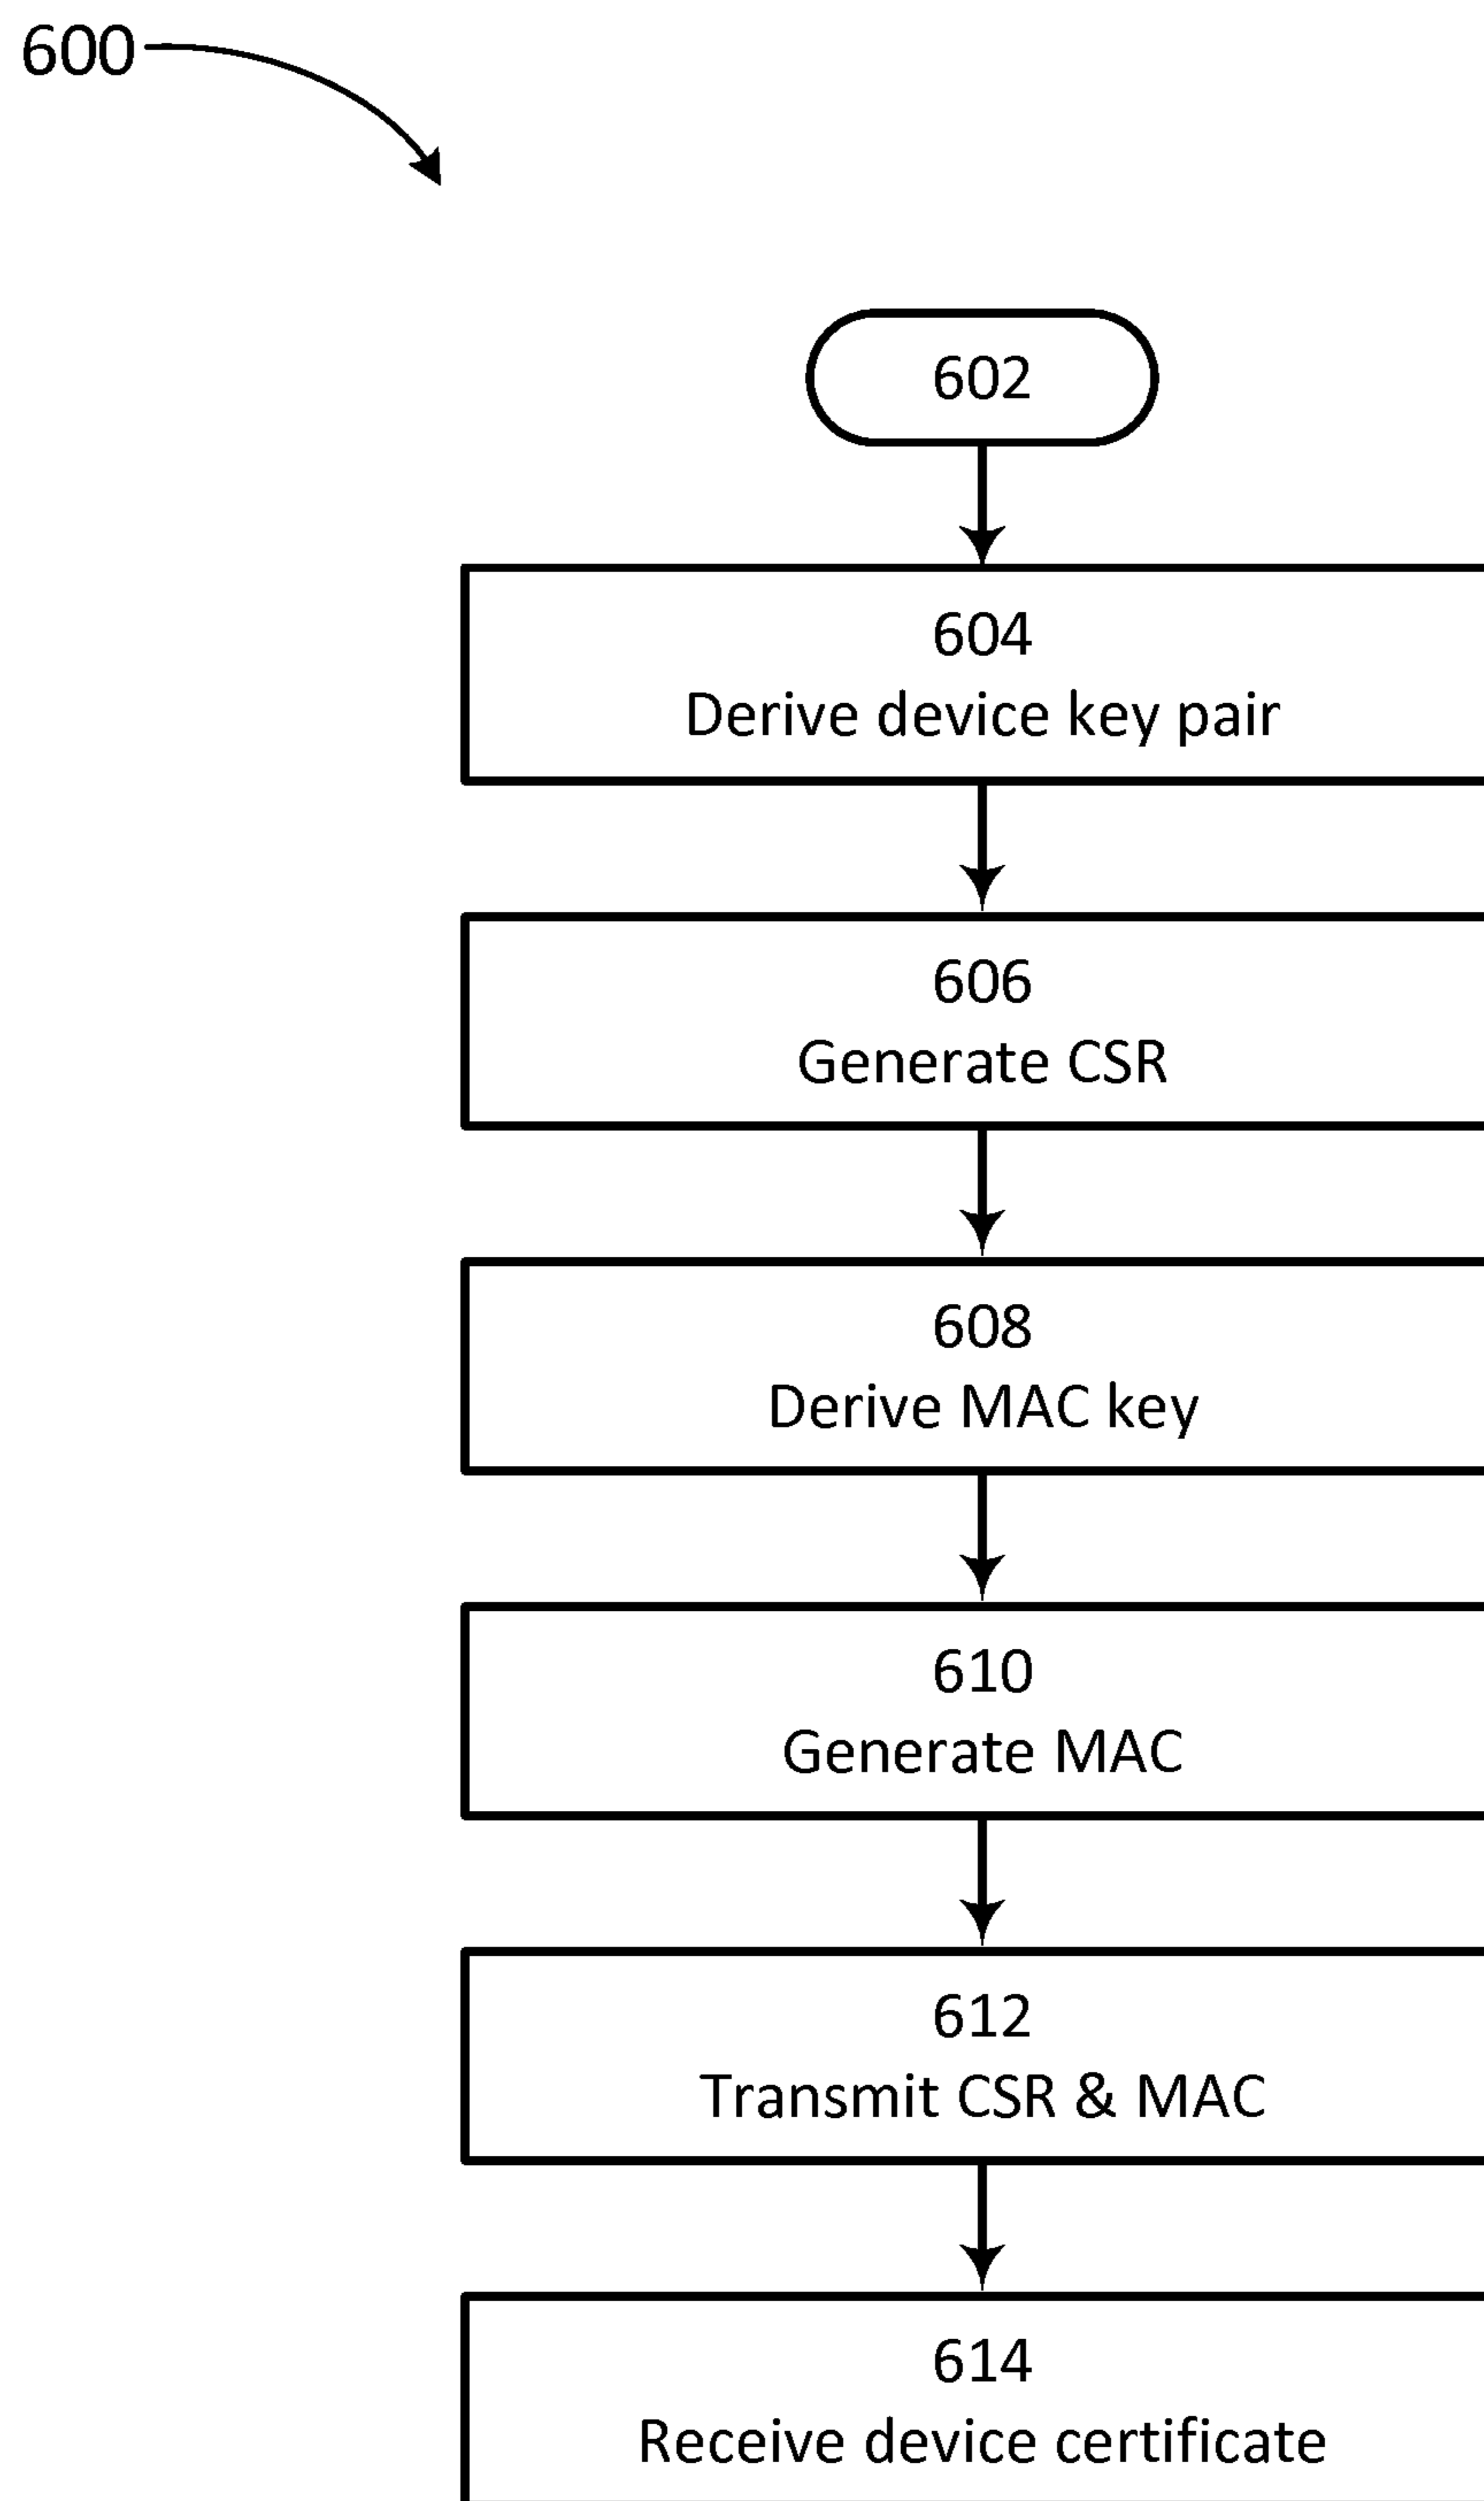 600
602
604
Derive device key pair
606
Generate CSR
608
Derive MAC key
610
Generate MAC
612
Transmit CSR & MAC
614
Receive device certificate